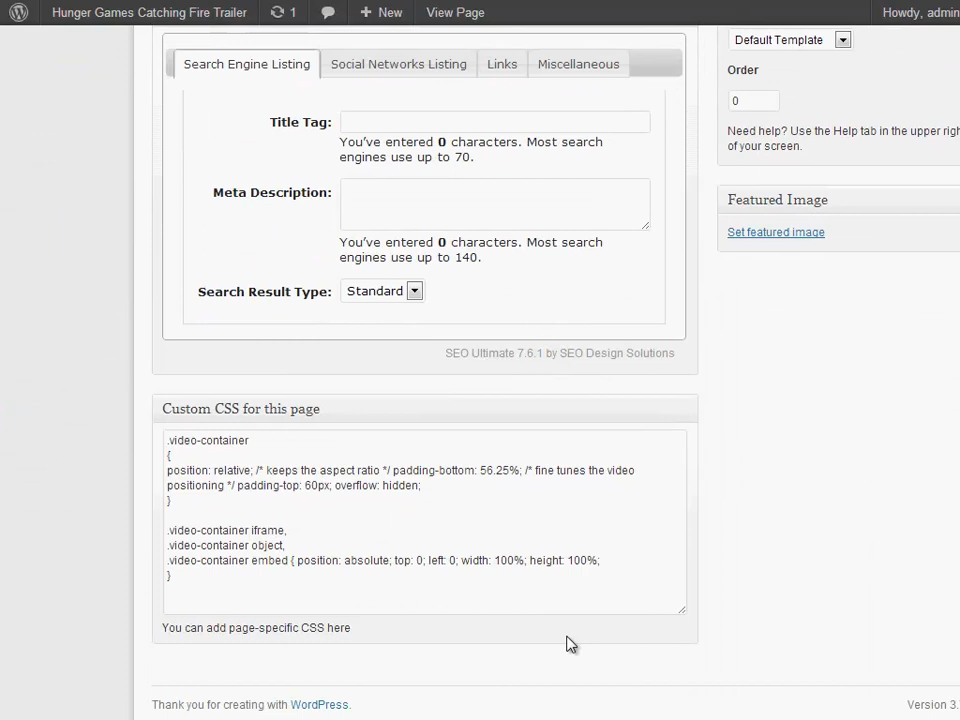 Hunger Games Catching Fire Trailer 1 New View Page Howdy, admin
Default Template
Search Engine Listing Social Networks Listing Links Miscellaneous
Order
0
Title Tag:
You've entered 0 characters. Most search
engines use up to 70.
Need help? Use the Help tab in the upper righ
of your screen.
Meta Description:
You've entered 0 characters. Most search
engines use up to 140.
Featured Image
Set featured image
Search Result Type: Standard
SEO Ultimate 7.6.1 by SEO Design Solutions
Custom CSS for this page
.video-container
{
position: relative; /* keeps the aspect ratio */ padding-bottom: 56.25%; /* fine tunes the video
positioning */ padding-top: 60px; overflow: hidden;
}
.video-container iframe,
.video-container object,
.video-container embed { position: absolute; top: 0; left: 0; width: 100%; height: 100%;
}
You can add page-specific CSS here
Thank you for creating with WordPress. Version 3.